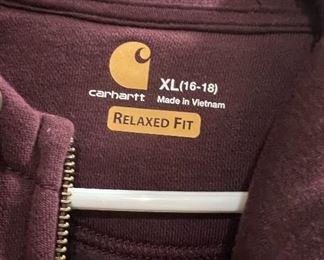 carhartt XL(16-18)
Made in Vietnam
RELAXED FIT